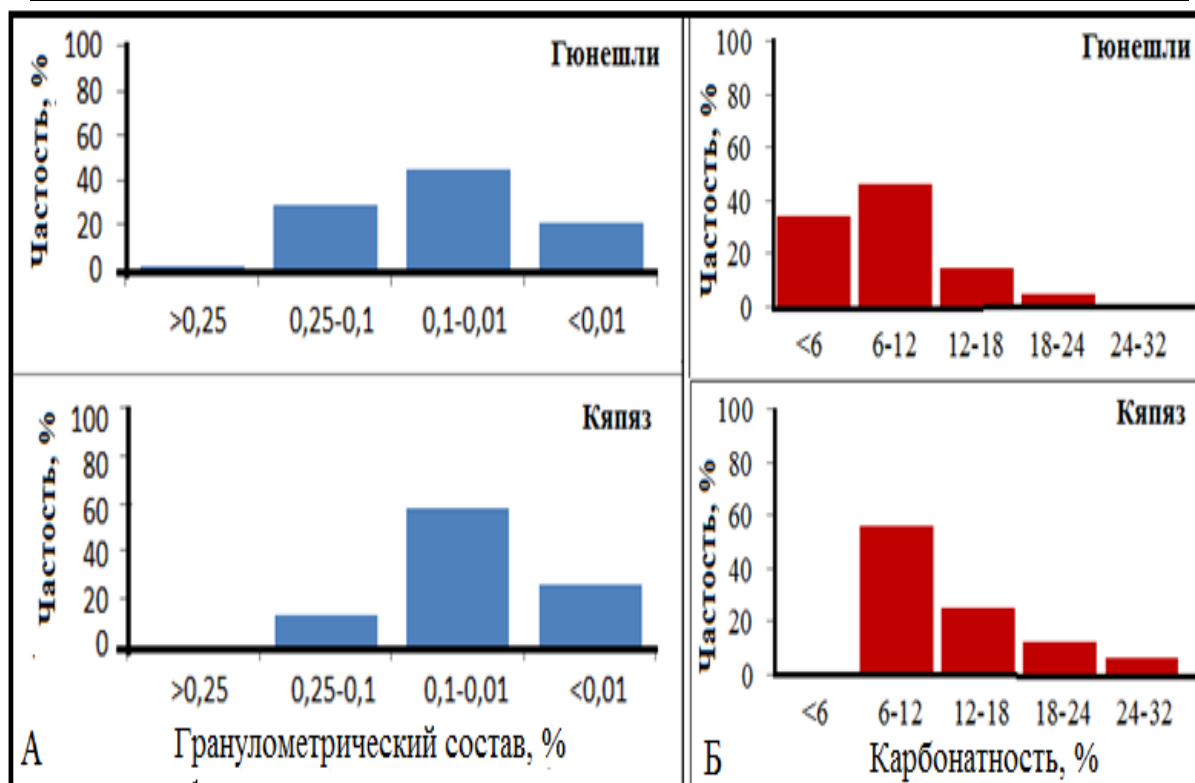 Гюнешли
Частость, %
100
80
60
40
20
0
>0,25 0,25-0,1 0,1-0,01 <0,01
Гюнешли
Частость, %
100
80
60
40
20
0
<6 6-12 12-18 18-24 24-32
Кяпяз
Частость, %
100
80
60
40
20
0
>0,25 0,25-0,1 0,1-0,01 <0,01
А Гранулометрический состав, %
Кяпяз
Частость, %
100
80
60
40
20
0
<6 6-12 12-18 18-24 24-32
Б Карбонатность, %